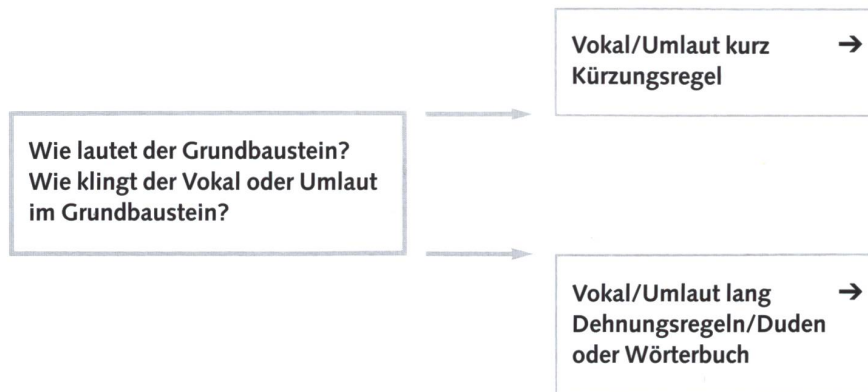 Vokal/Umlaut kurz →
Kürzungsregel
Wie lautet der Grundbaustein?
Wie klingt der Vokal oder Umlaut
im Grundbaustein?
Vokal/Umlaut lang →
Dehnungsregeln/Duden
oder Wörterbuch